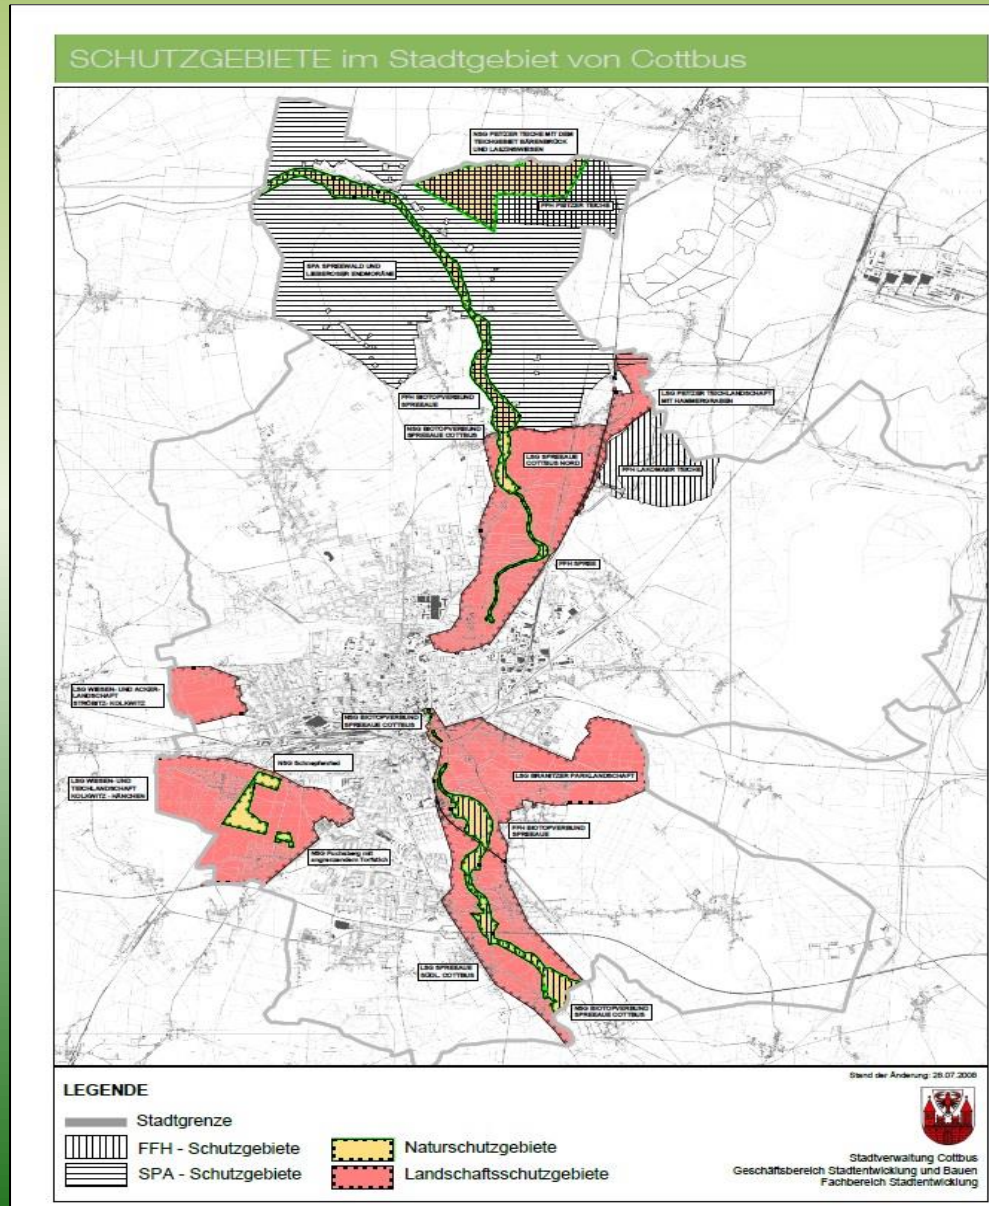 SCHUTZGEBIETE im Stadtgebiet von Cottbus
NSG PEITZER TEICHE MIT DEM
TEICHGEBIET BÄRENBRÜCK
UND LASZINSWIESEN
FFH PEITZER TEICHE
SPA SPREEWALD UND
LIEBEROSER ENDMORÄNE
FFH BIOTOPVERBUND
SPREEAUE
NSG BIOTOPVERBUND
SPREEAUE COTTBUS
LSG PEITZER TEICHLANDSCHAFT
MIT HAMMERGRABEN
LSG SPREEAUE
COTTBUS NORD
FFH LAKOMAER TEICHE
FFH SPREE
LSG WIESEN- UND ACKER-
LANDSCHAFT
STRÖBITZ- KOLKWITZ
NSG BIOTOPVERBUND
SPREEAUE COTTBUS
NSG Schnepfenried
LSG WIESEN- UND
TEICHLANDSCHAFT
KOLKWITZ - HÄNCHEN
LSG BRANITZER PARKLANDSCHAFT
FFH BIOTOPVERBUND
SPREEAUE
NSG Fuchsberg mit
angrenzendem Torfstich
LSG SPREEAUE
SÜDL. COTTBUS
NSG BIOTOPVERBUND
SPREEAUE COTTBUS
LEGENDE
Stadtgrenze
FFH - Schutzgebiete
SPA - Schutzgebiete
Naturschutzgebiete
Landschaftsschutzgebiete
Stand der Änderung: 28.07.2008
Stadtverwaltung Cottbus
Geschäftsbereich Stadtentwicklung und Bauen
Fachbereich Stadtentwicklung